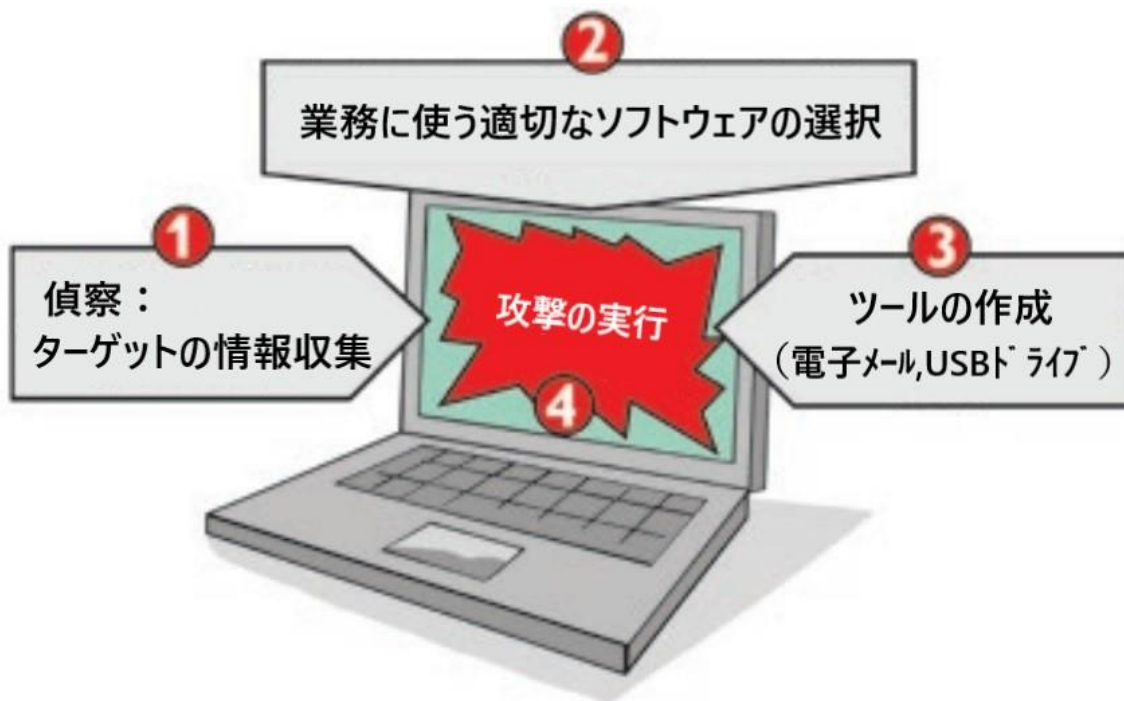 1
偵察：
ターゲットの情報収集
2
業務に使う適切なソフトウェアの選択
3
ツールの作成
（電子メール,USBドライブ）
攻撃の実行
4